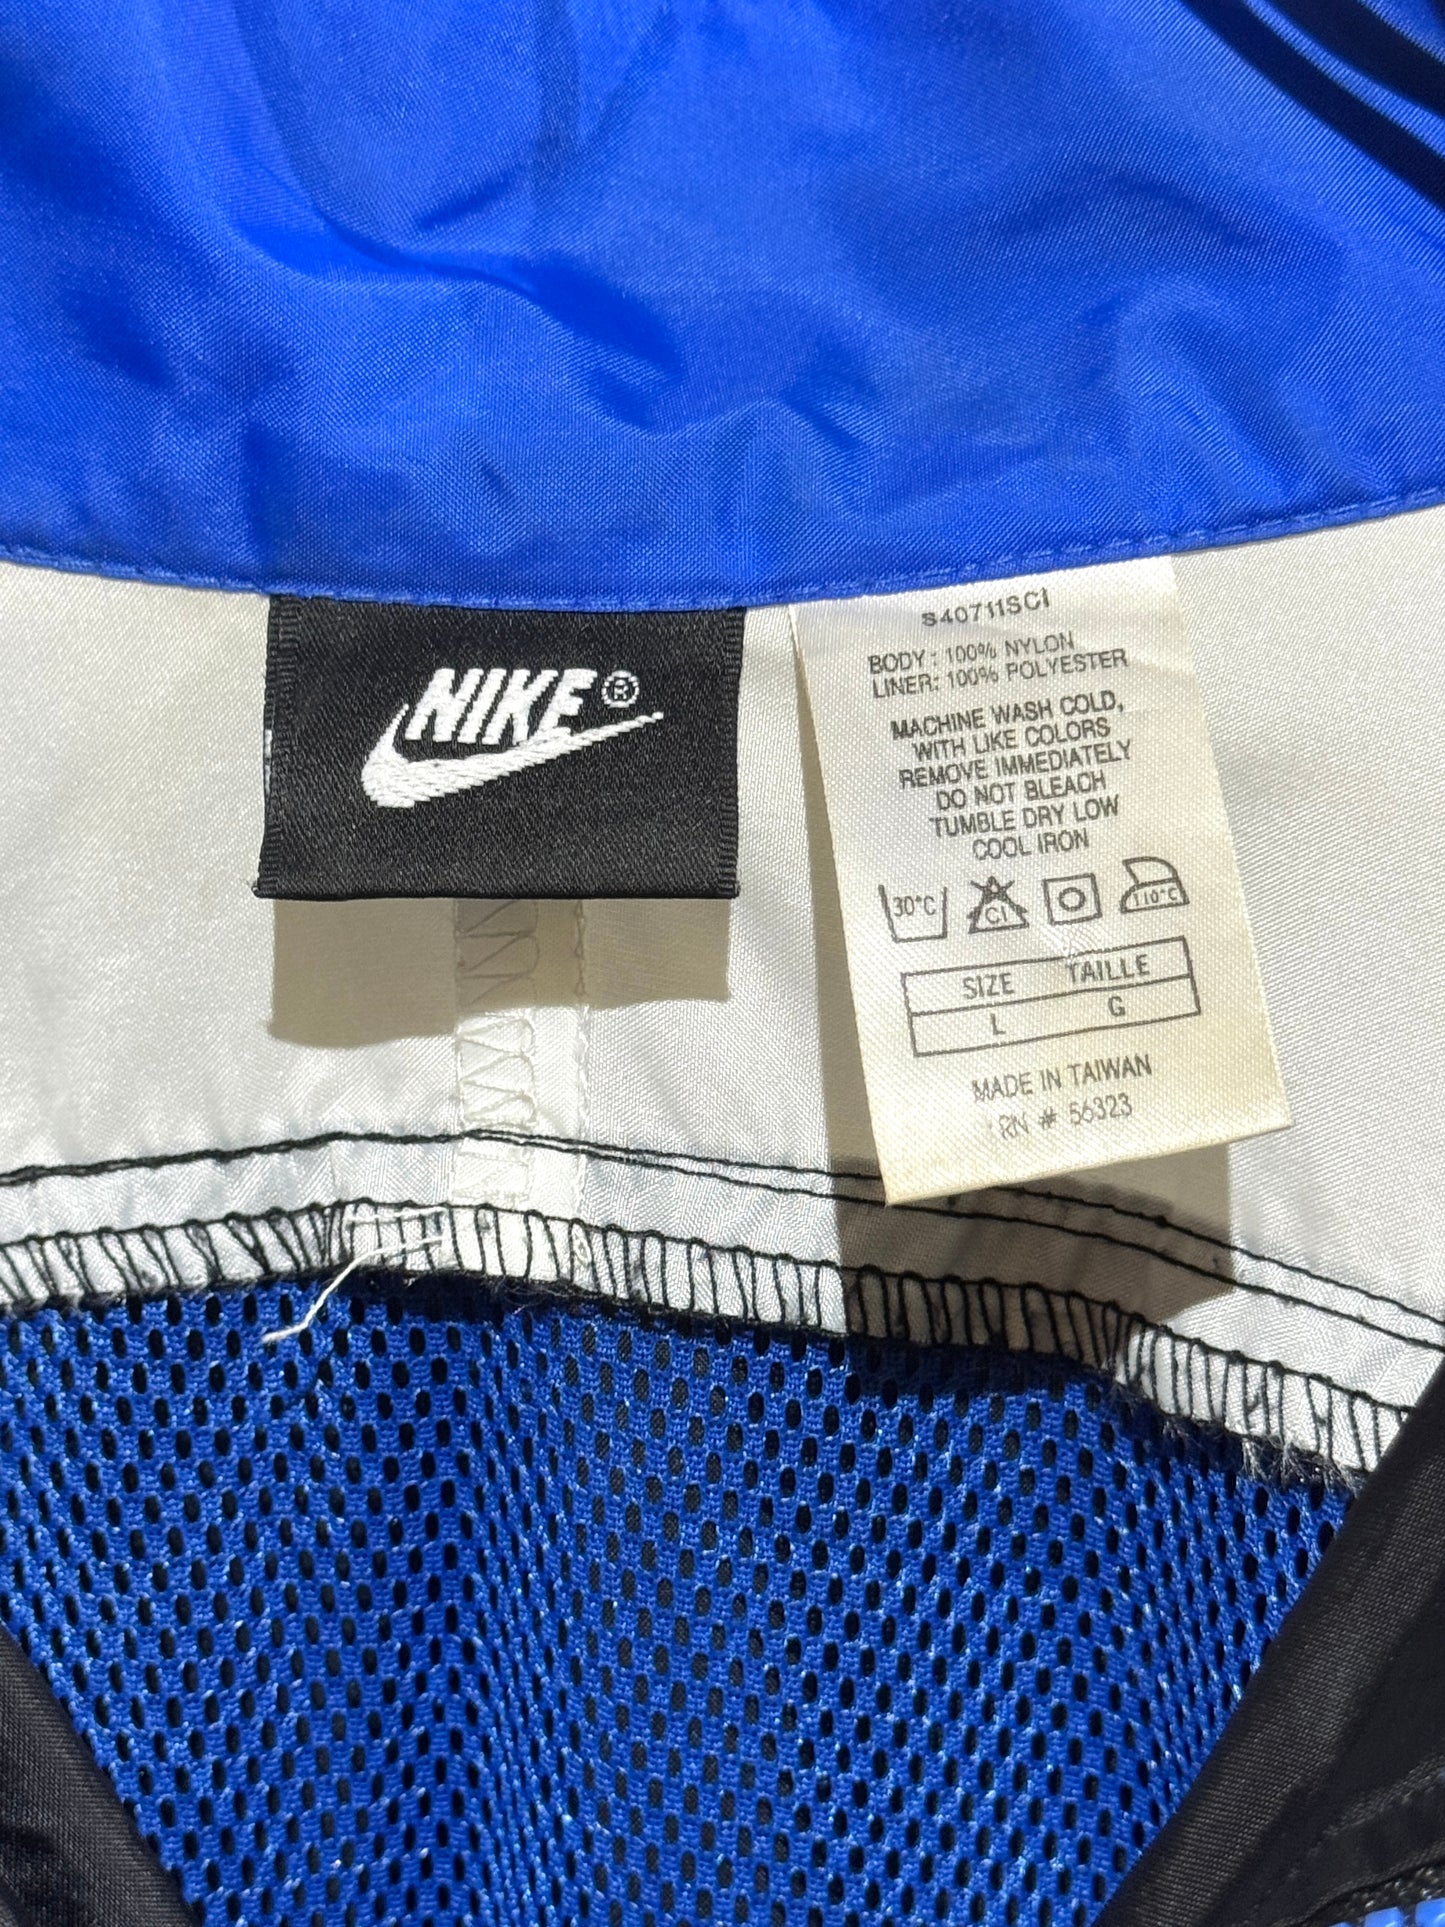 NIKE®
S40711SCI
BODY: 100% NYLON
LINER: 100% POLYESTER
MACHINE WASH COLD,
WITH LIKE COLORS
REMOVE IMMEDIATELY
DO NOT BLEACH
TUMBLE DRY LOW
COOL IRON
30°C CI 110°C
SIZE TAILLE
L G
MADE IN TAIWAN
RN # 56323